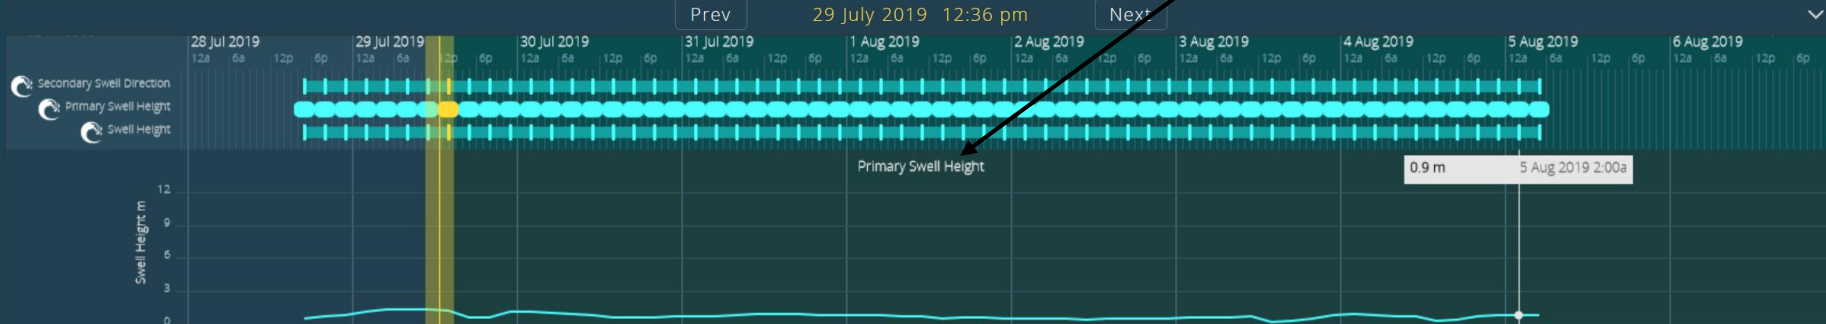 Prev 29 July 2019 12:36 pm Next
28 Jul 2019 29 Jul 2019 30 Jul 2019 31 Jul 2019 1 Aug 2019 2 Aug 2019 3 Aug 2019 4 Aug 2019 5 Aug 2019 6 Aug 2019
12a 6a 12p 6p 12a 6a 12p 6p 12a 6a 12p 6p 12a 6a 12p 6p 12a 6a 12p 6p 12a 6a 12p 6p 12a 6a 12p 6p 12a 6a 12p 6p 12a 6a 12p 6p 12a 6a 12p 6p
Secondary Swell Direction
Primary Swell Height
Swell Height
Primary Swell Height
0.9 m 5 Aug 2019 2:00a
Swell Height m
12
9
6
3
0